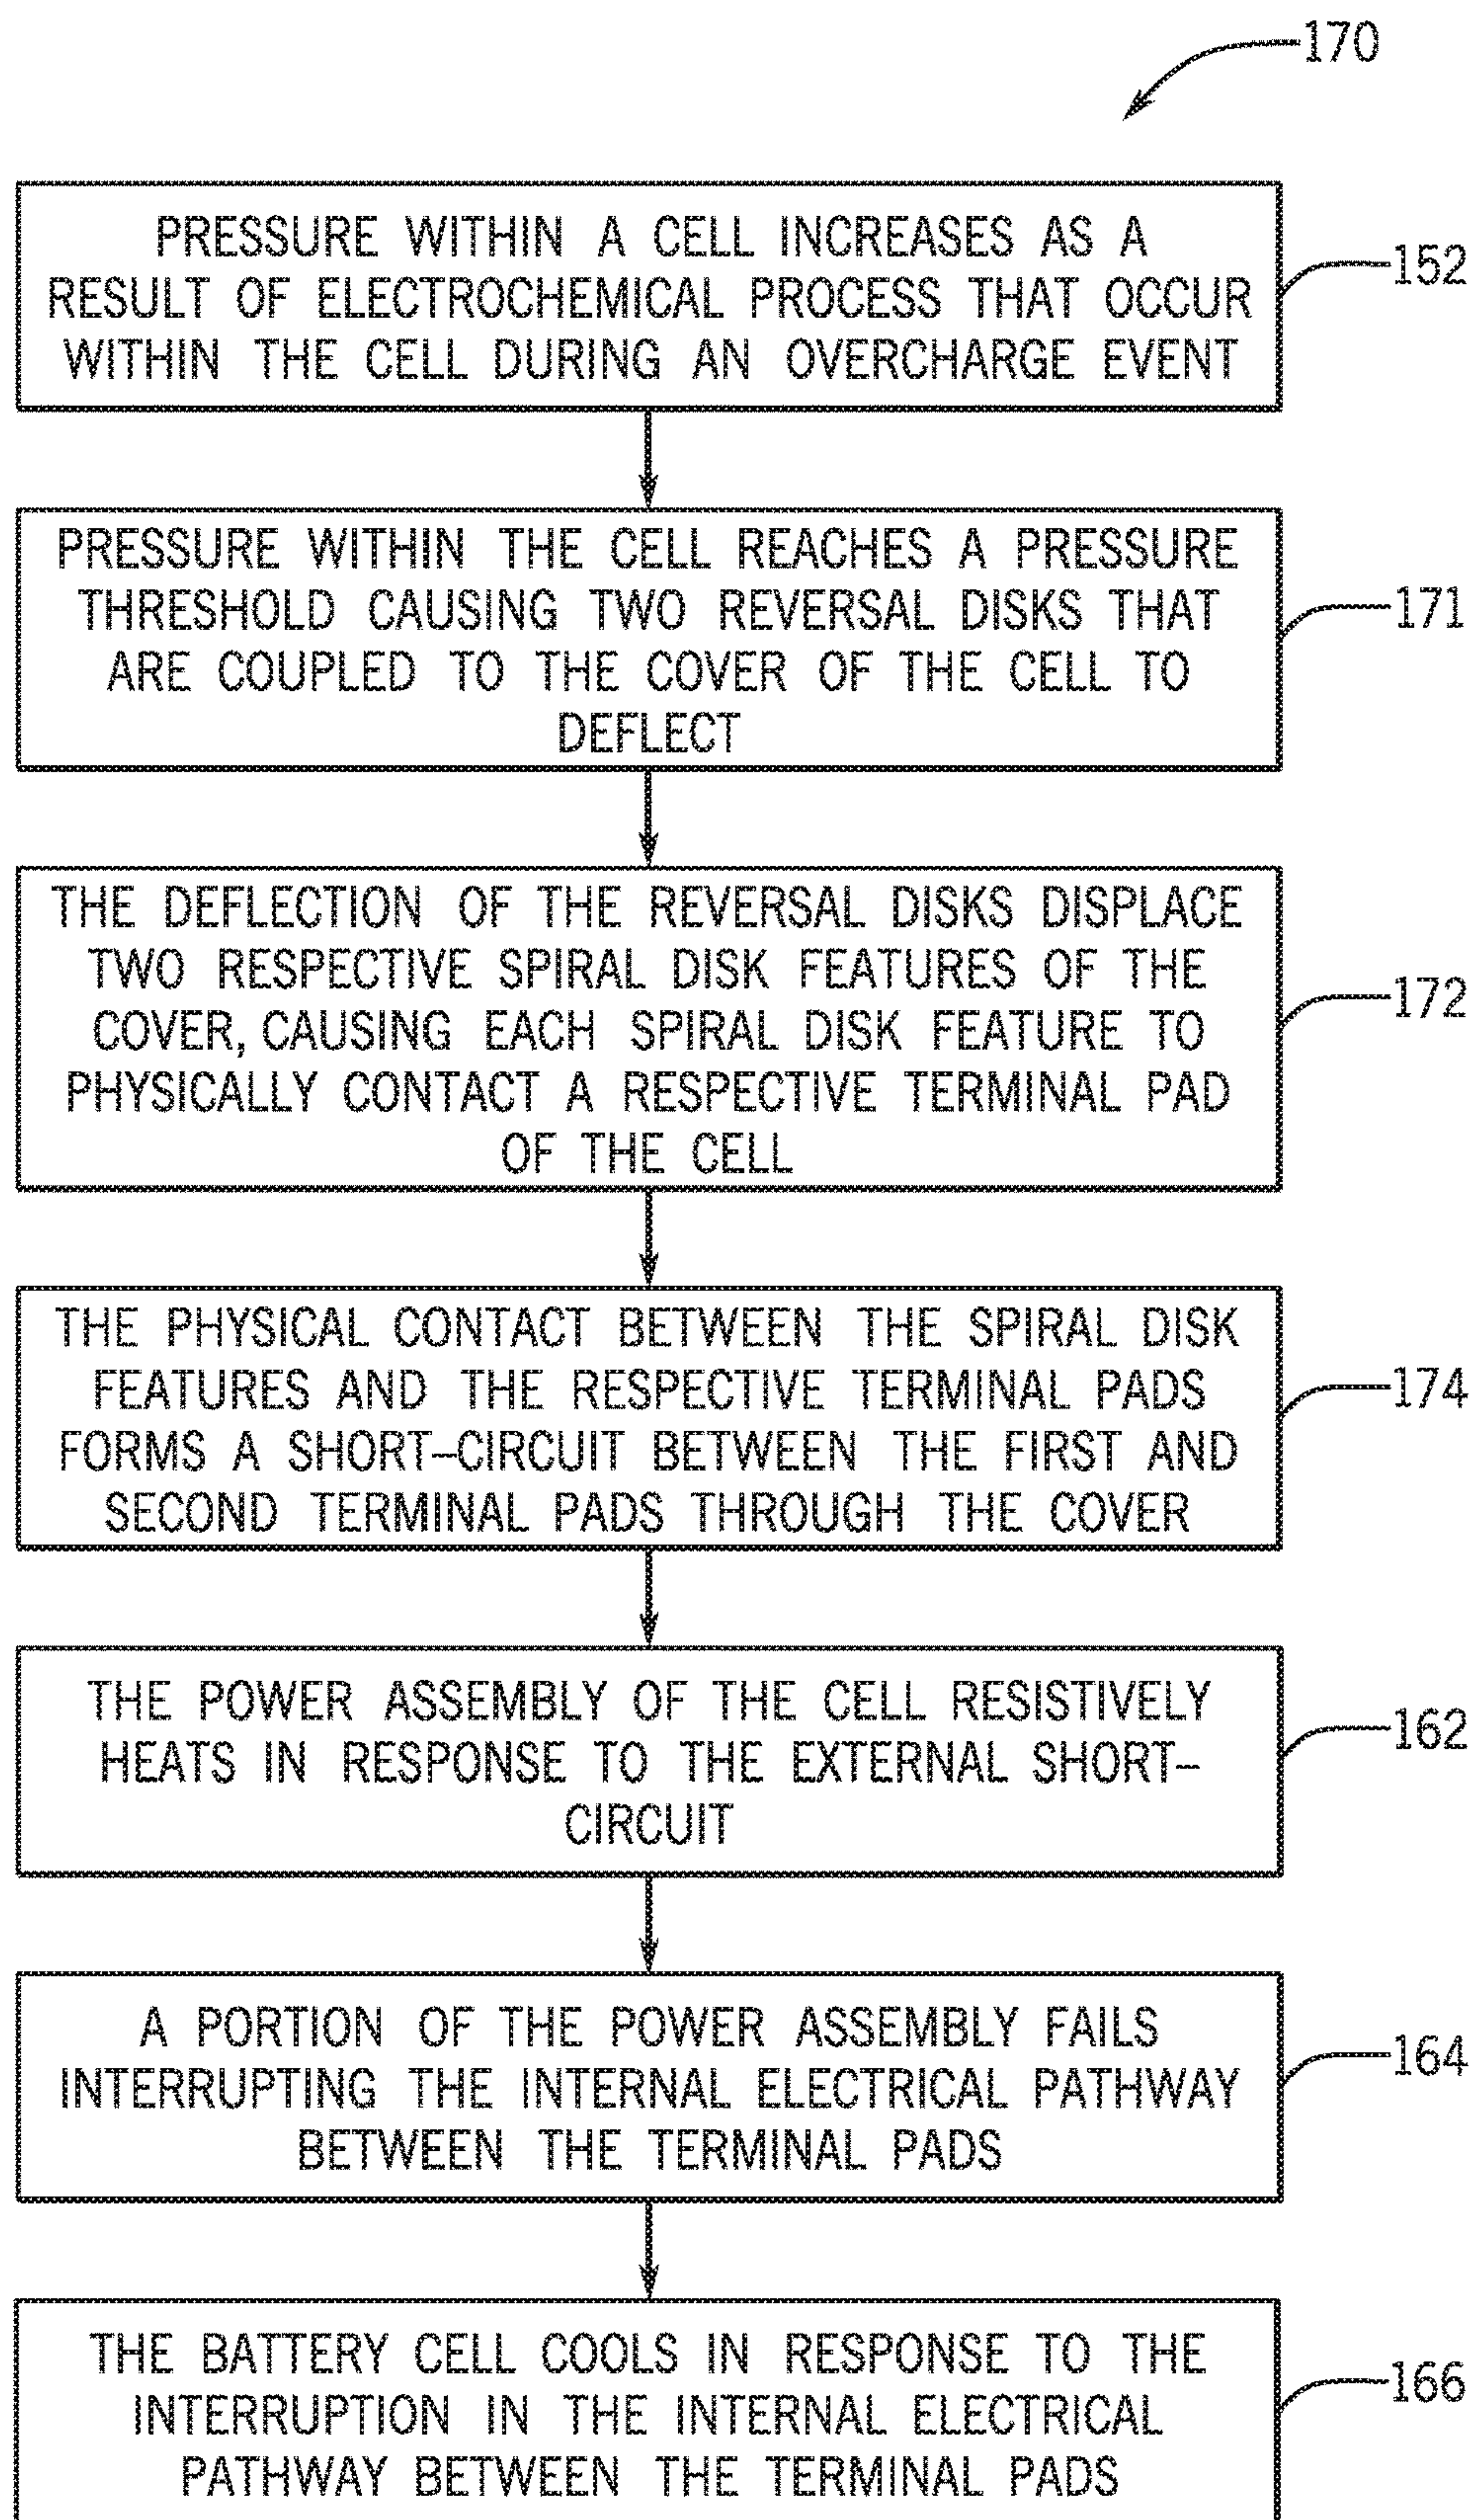 170
PRESSURE WITHIN A CELL INCREASES AS A
RESULT OF ELECTROCHEMICAL PROCESS THAT OCCUR
WITHIN THE CELL DURING AN OVERCHARGE EVENT
152
PRESSURE WITHIN THE CELL REACHES A PRESSURE
THRESHOLD CAUSING TWO REVERSAL DISKS THAT
ARE COUPLED TO THE COVER OF THE CELL TO
DEFLECT
171
THE DEFLECTION OF THE REVERSAL DISKS DISPLACE
TWO RESPECTIVE SPIRAL DISK FEATURES OF THE
COVER, CAUSING EACH SPIRAL DISK FEATURE TO
PHYSICALLY CONTACT A RESPECTIVE TERMINAL PAD
OF THE CELL
172
THE PHYSICAL CONTACT BETWEEN THE SPIRAL DISK
FEATURES AND THE RESPECTIVE TERMINAL PADS
FORMS A SHORT-CIRCUIT BETWEEN THE FIRST AND
SECOND TERMINAL PADS THROUGH THE COVER
174
THE POWER ASSEMBLY OF THE CELL RESISTIVELY
HEATS IN RESPONSE TO THE EXTERNAL SHORT-
CIRCUIT
162
A PORTION OF THE POWER ASSEMBLY FAILS
INTERRUPTING THE INTERNAL ELECTRICAL PATHWAY
BETWEEN THE TERMINAL PADS
164
THE BATTERY CELL COOLS IN RESPONSE TO THE
INTERRUPTION IN THE INTERNAL ELECTRICAL
PATHWAY BETWEEN THE TERMINAL PADS
166